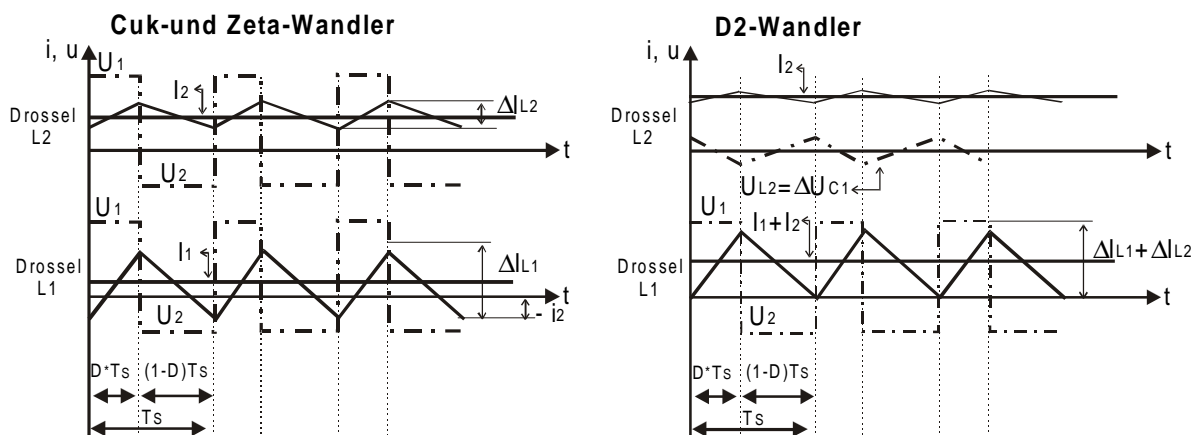 Cuk-und Zeta-Wandler
i, u
U1
I2
ΔIL2
Drossel
L2
t
U2
U1
I1
ΔIL1
Drossel
L1
t
U2
- i2
D*Ts
(1-D)Ts
Ts
D2-Wandler
i, u
I2
Drossel
L2
t
UL2=ΔUC1
U1
I1+I2
ΔIL1+ΔIL2
Drossel
L1
t
U2
D*Ts
(1-D)Ts
Ts